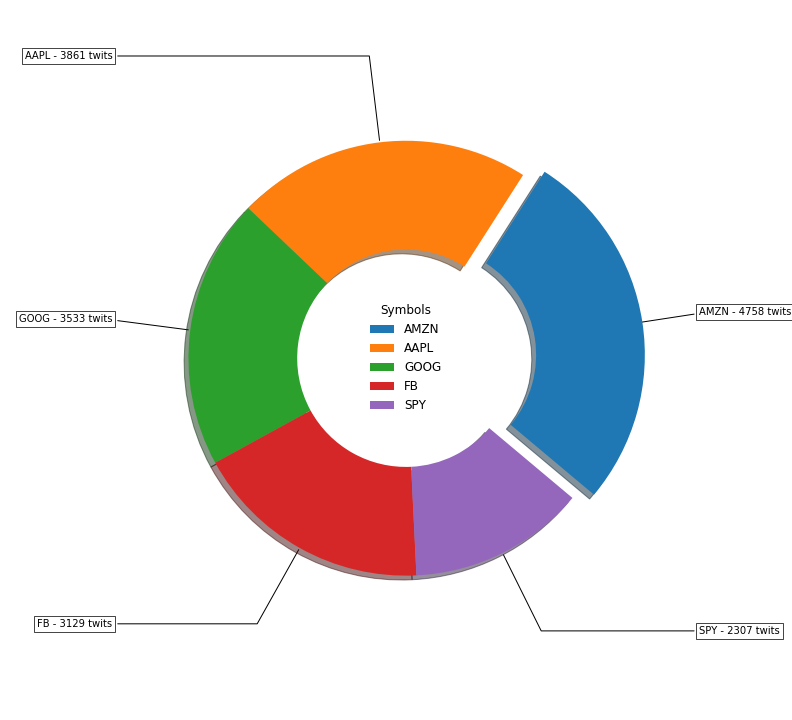 AAPL - 3861 twits
Symbols
AMZN
AAPL
GOOG
FB
SPY
GOOG - 3533 twits
AMZN - 4758 twits
FB - 3129 twits
SPY - 2307 twits